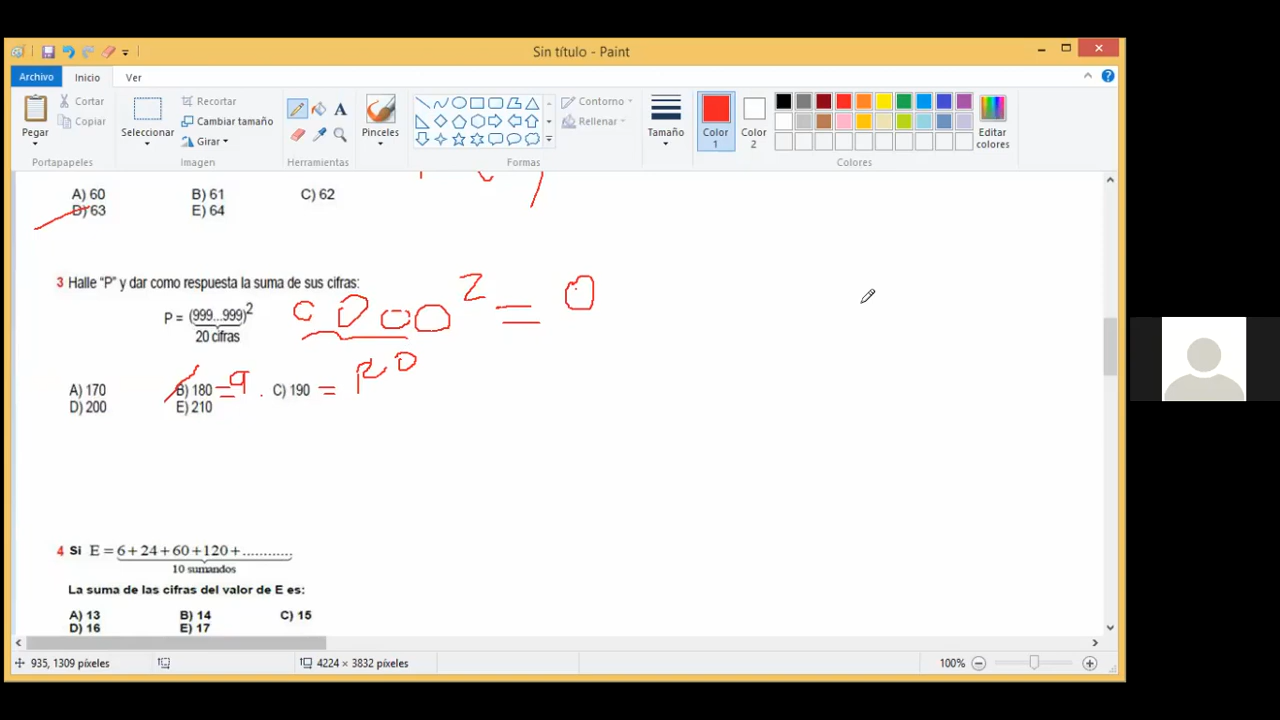 Sin título - Paint
Archivo Inicio Ver
Pegar
Cortar
Copiar
Portapapeles
Seleccionar
Recortar
Cambiar tamaño
Girar
Imagen
A
Herramientas
Pinceles
Contorno
Rellenar
Formas
Tamaño
Color 1
Color 2
Editar colores
Colores
A) 60 B) 61 C) 62
D) 63 E) 64
3 Halle “P” y dar como respuesta la suma de sus cifras:
P = (999...999)²
20 cifras
0000² = 0
A) 170 B) 180 = 9 . C) 190 =
D) 200 E) 210
4 Si E = 6 + 24 + 60 + 120 + ............
10 sumandos
La suma de las cifras del valor de E es:
A) 13 B) 14 C) 15
D) 16 E) 17
935, 1309 píxeles 4224 × 3832 píxeles 100%